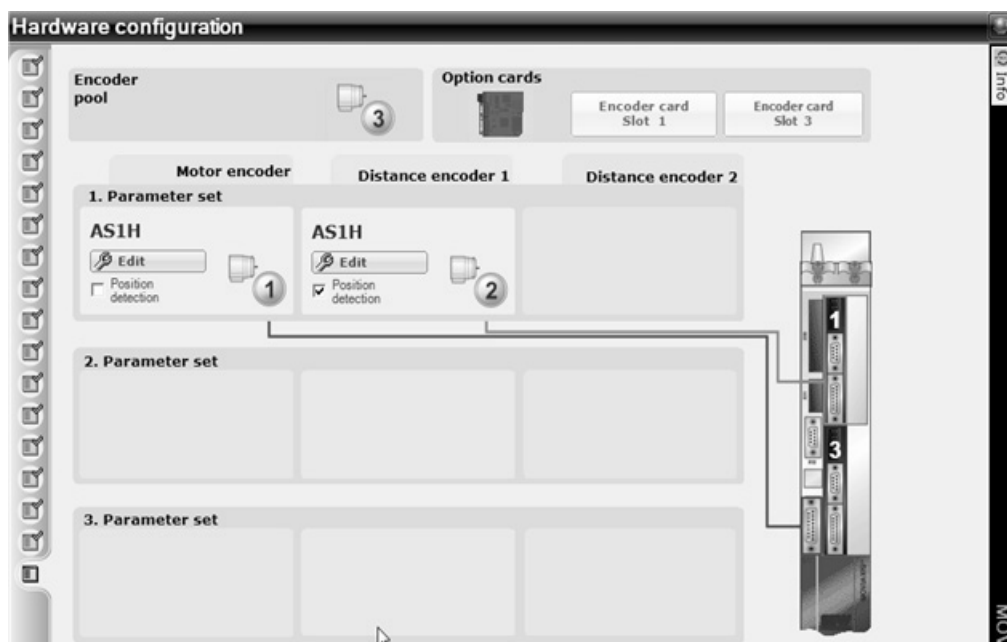 Hardware configuration
Info
Encoder
pool
3
Option cards
Encoder card
Slot 1
Encoder card
Slot 3
Motor encoder
Distance encoder 1
Distance encoder 2
1. Parameter set
AS1H
Edit
Position
detection
1
AS1H
Edit
Position
detection
2
1
3
2. Parameter set
3. Parameter set